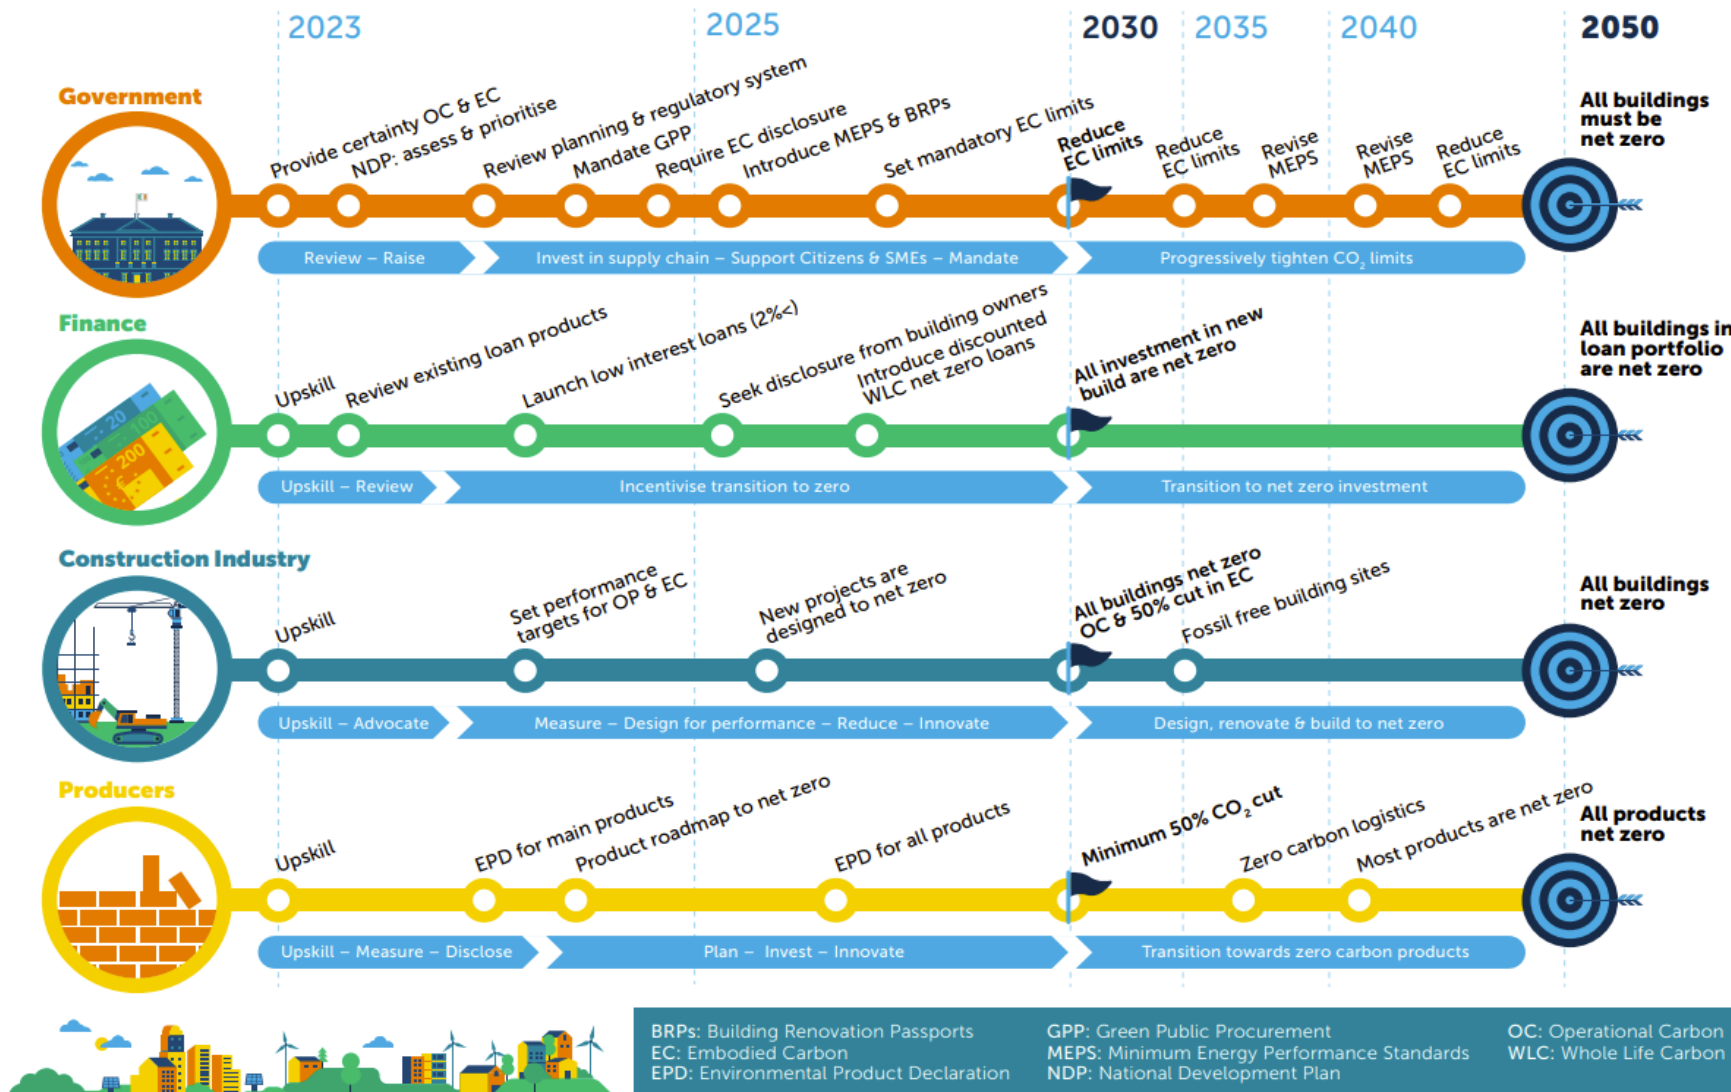 2023
2025
2030
2035
2040
2050
Government
Provide certainty OC & EC
NDP: assess & prioritise
Review planning & regulatory system
Mandate GPP
Require EC disclosure
Introduce MEPS & BRPs
Set mandatory EC limits
Reduce
EC limits
Reduce
EC limits
Revise
MEPS
Revise
MEPS
Reduce
EC limits
All buildings
must be
net zero
Review – Raise
Invest in supply chain – Support Citizens & SMEs – Mandate
Progressively tighten CO₂ limits
Finance
Upskill
Review existing loan products
Launch low interest loans (2%<)
Seek disclosure from building owners
Introduce discounted
WLC net zero loans
All investment in new
build are net zero
All buildings in
loan portfolio
are net zero
20
100
200
€
Upskill – Review
Incentivise transition to zero
Transition to net zero investment
Construction Industry
Upskill
Set performance
targets for OP & EC
New projects are
designed to net zero
All buildings net zero
OC & 50% cut in EC
Fossil free building sites
All buildings
net zero
Upskill – Advocate
Measure – Design for performance – Reduce – Innovate
Design, renovate & build to net zero
Producers
Upskill
EPD for main products
Product roadmap to net zero
EPD for all products
Minimum 50% CO₂ cut
Zero carbon logistics
Most products are net zero
All products
net zero
Upskill – Measure – Disclose
Plan – Invest – Innovate
Transition towards zero carbon products
BRPs: Building Renovation Passports
EC: Embodied Carbon
EPD: Environmental Product Declaration
GPP: Green Public Procurement
MEPS: Minimum Energy Performance Standards
NDP: National Development Plan
OC: Operational Carbon
WLC: Whole Life Carbon